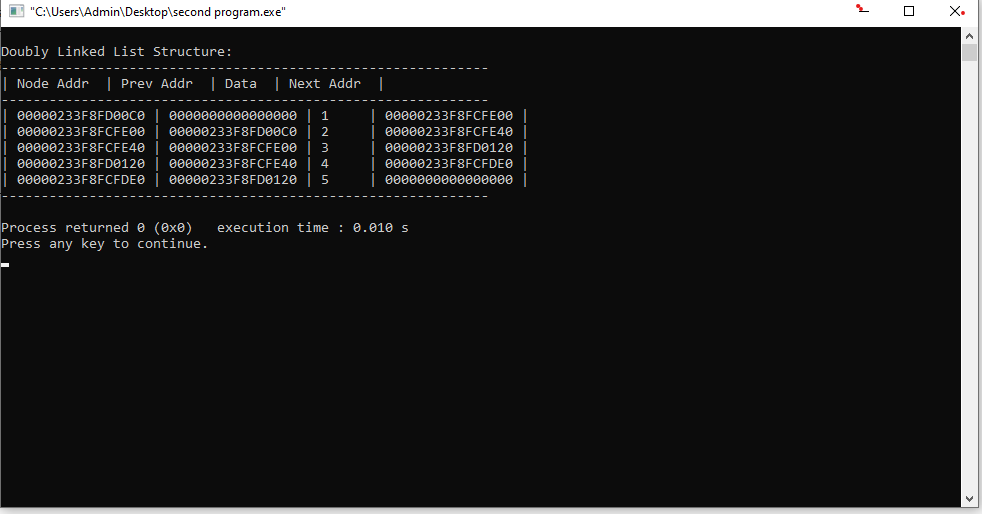 "C:\Users\Admin\Desktop\second program.exe"
Doubly Linked List Structure:
-------------------------------------------------------------
| Node Addr  | Prev Addr  | Data  | Next Addr  |
-------------------------------------------------------------
| 00000233F8FD00C0 | 0000000000000000 | 1     | 00000233F8FCFE00 |
| 00000233F8FCFE00 | 00000233F8FD00C0 | 2     | 00000233F8FCFE40 |
| 00000233F8FCFE40 | 00000233F8FCFE00 | 3     | 00000233F8FD0120 |
| 00000233F8FD0120 | 00000233F8FCFE40 | 4     | 00000233F8FCFDE0 |
| 00000233F8FCFDE0 | 00000233F8FD0120 | 5     | 0000000000000000 |
-------------------------------------------------------------
Process returned 0 (0x0)   execution time : 0.010 s
Press any key to continue.